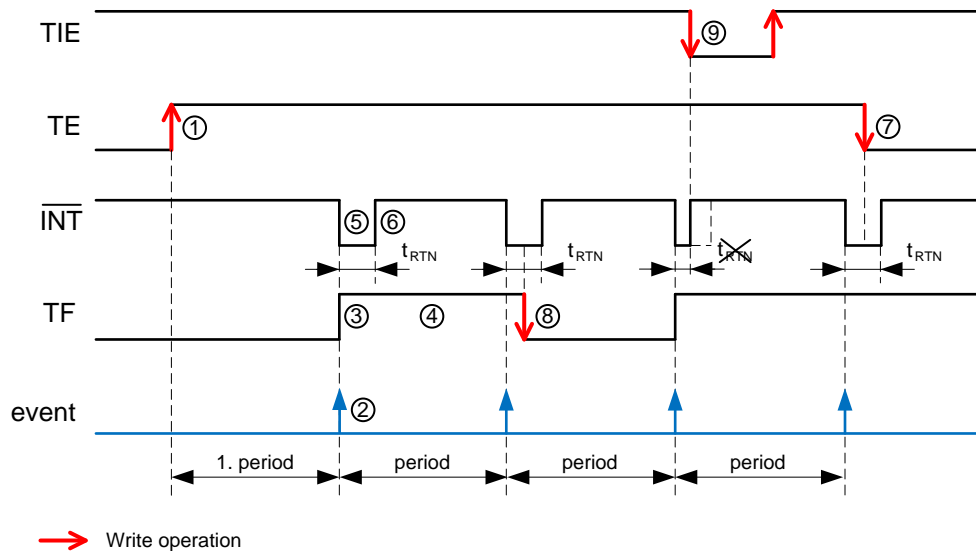 TIE
⑨
TE
①
⑦
INT
⑤ ⑥
tRTN tRTN tRTN tRTN
TF
③ ④ ⑧
event
②
1. period period period period
Write operation